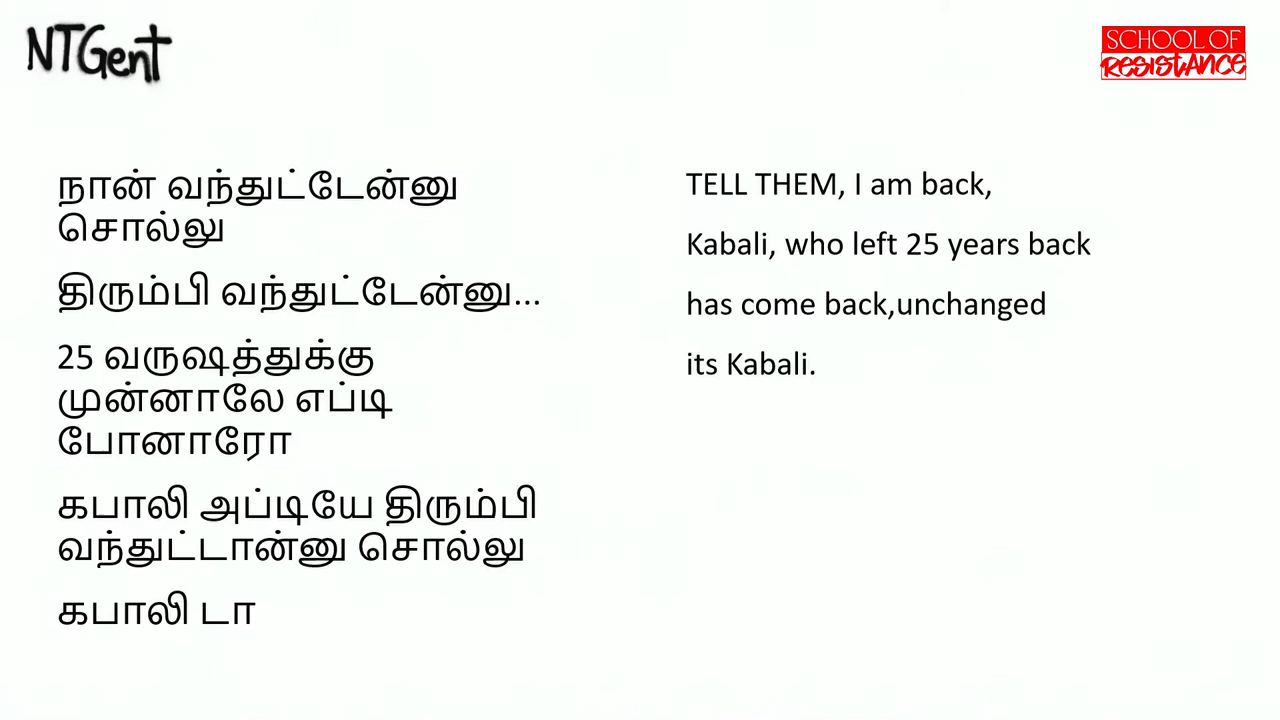 NTGent
SCHOOL OF
RESISTANCE
நான் வந்துட்டேன்னு
சொல்லு
திரும்பி வந்துட்டேன்னு...
25 வருஷத்துக்கு
முன்னாலே எப்டி
போனாரோ
கபாலி அப்டியே திரும்பி
வந்துட்டான்னு சொல்லு
கபாலி டா
TELL THEM, I am back,
Kabali, who left 25 years back
has come back,unchanged
its Kabali.